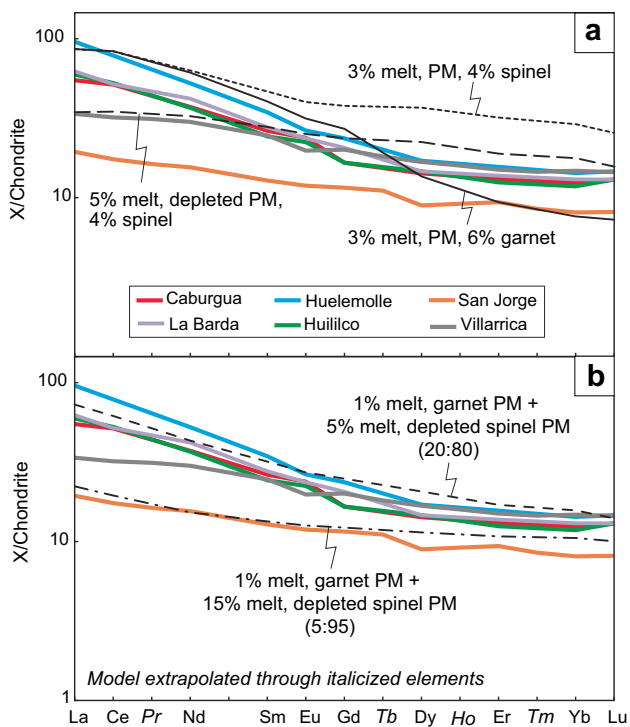 a
100
X/Chondrite
10
3% melt, PM, 4% spinel
5% melt, depleted PM,
4% spinel
3% melt, PM, 6% garnet
Caburgua
Huelemolle
San Jorge
La Barda
Huililco
Villarrica
b
100
X/Chondrite
10
1
1% melt, garnet PM +
5% melt, depleted spinel PM
(20:80)
1% melt, garnet PM +
15% melt, depleted spinel PM
(5:95)
Model extrapolated through italicized elements
La Ce Pr Nd Sm Eu Gd Tb Dy Ho Er Tm Yb Lu